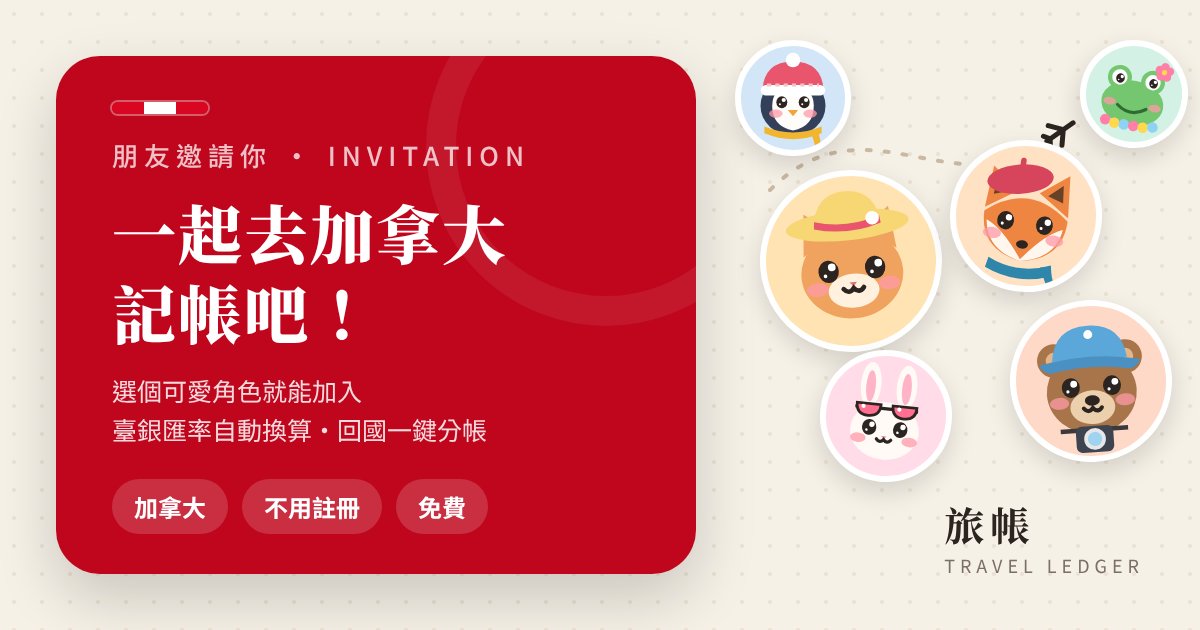 朋友邀請你 • INVITATION
一起去加拿大
記帳吧！
選個可愛角色就能加入
臺銀匯率自動換算・回國一鍵分帳
加拿大
不用註冊
免費
旅帳
TRAVEL LEDGER